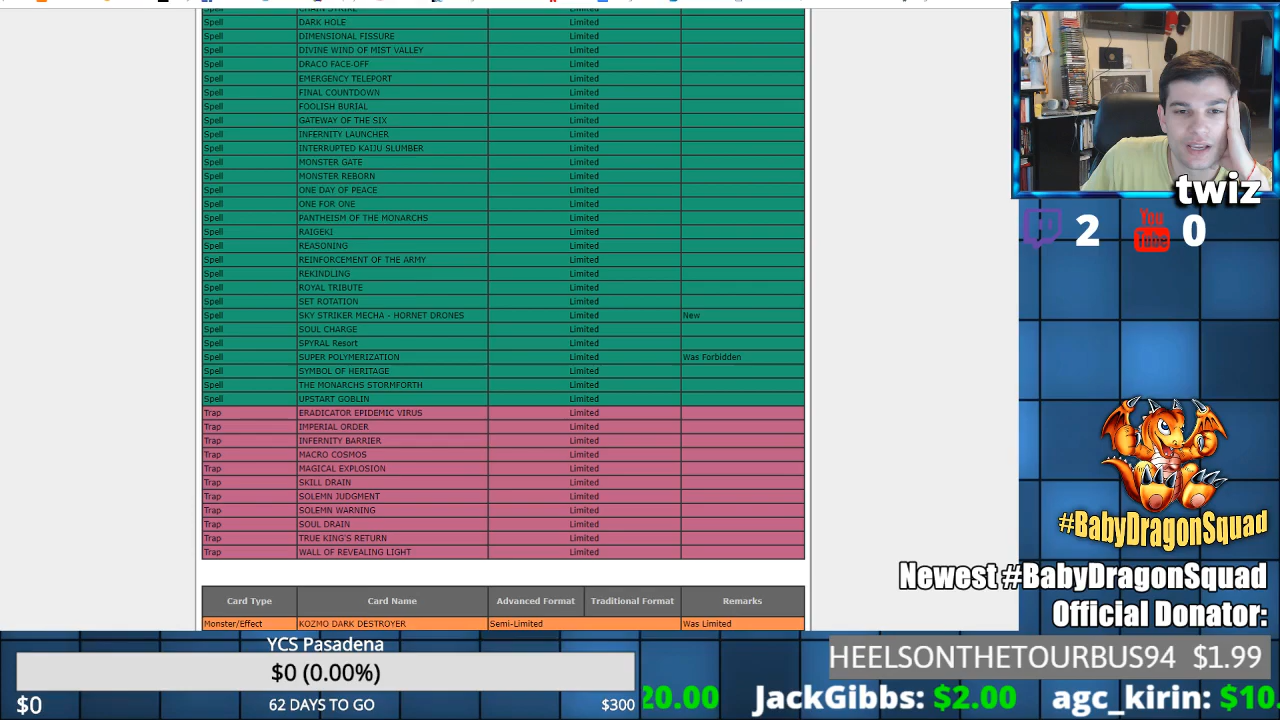 Spell CHAIN STRIKE Limited
Spell DARK HOLE Limited
Spell DIMENSIONAL FISSURE Limited
Spell DIVINE WIND OF MIST VALLEY Limited
Spell DRACO FACE-OFF Limited
Spell EMERGENCY TELEPORT Limited
Spell FINAL COUNTDOWN Limited
Spell FOOLISH BURIAL Limited
Spell GATEWAY OF THE SIX Limited
Spell INFERNITY LAUNCHER Limited
Spell INTERRUPTED KAIJU SLUMBER Limited
Spell MONSTER GATE Limited
Spell MONSTER REBORN Limited
Spell ONE DAY OF PEACE Limited
Spell ONE FOR ONE Limited
Spell PANTHEISM OF THE MONARCHS Limited
Spell RAIGEKI Limited
Spell REASONING Limited
Spell REINFORCEMENT OF THE ARMY Limited
Spell REKINDLING Limited
Spell ROYAL TRIBUTE Limited
Spell SET ROTATION Limited
Spell SKY STRIKER MECHA - HORNET DRONES Limited New
Spell SOUL CHARGE Limited
Spell SPYRAL Resort Limited
Spell SUPER POLYMERIZATION Limited Was Forbidden
Spell SYMBOL OF HERITAGE Limited
Spell THE MONARCHS STORMFORTH Limited
Spell UPSTART GOBLIN Limited
Trap ERADICATOR EPIDEMIC VIRUS Limited
Trap IMPERIAL ORDER Limited
Trap INFERNITY BARRIER Limited
Trap MACRO COSMOS Limited
Trap MAGICAL EXPLOSION Limited
Trap SKILL DRAIN Limited
Trap SOLEMN JUDGMENT Limited
Trap SOLEMN WARNING Limited
Trap SOUL DRAIN Limited
Trap TRUE KING'S RETURN Limited
Trap WALL OF REVEALING LIGHT Limited
Card Type Card Name Advanced Format Traditional Format Remarks
Monster/Effect KOZMO DARK DESTROYER Semi-Limited Was Limited
twiz
2 You Tube 0
#BabyDragonSquad
Newest #BabyDragonSquad
Official Donator:
HEELSONTHETOURBUS94 $1.99
YCS Pasadena
$0 (0.00%)
$0 62 DAYS TO GO $300
20.00 JackGibbs: $2.00 agc_kirin: $10.